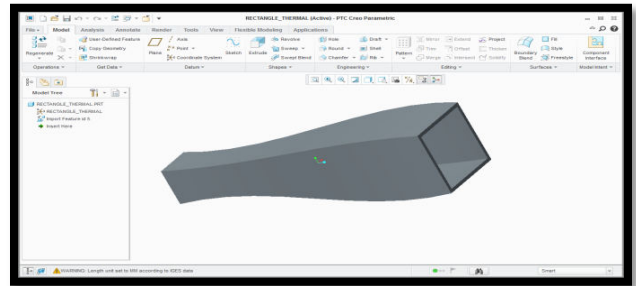 RECTANGLE_THERMAL (Active) - PTC Creo Parametric
File Model Analysis Annotate Render Tools View Flexible Modeling Applications
Regenerate User-Defined Feature Copy Geometry Shrinkwrap
Plane Axis Point Coordinate System Sketch
Extrude Revolve Sweep Swept Blend
Hole Round Chamfer Draft Shell Rib
Pattern Mirror Extend Project Trim Offset Thicken Merge Intersect Solidify
Boundary Blend Fill Style Freestyle Component Interface
Operations Get Data Datum Shapes Engineering Editing Surfaces Model Intent
Model Tree
RECTANGLE_THERMAL.PRT
RECTANGLE_THERMAL
Import Feature id 5
Insert Here
WARNING: Length unit set to MM according to IGES data
Smart